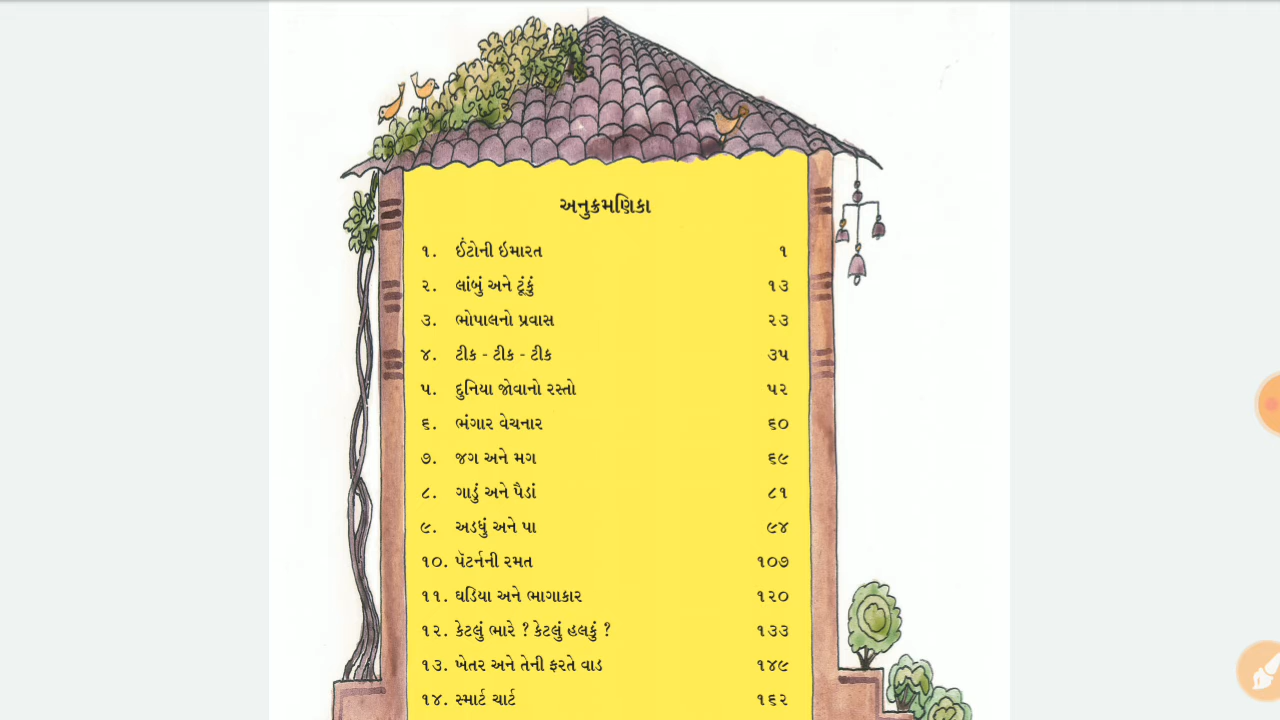 અનુક્રમણિકા
૧. ઈંટોની ઇમારત ૧
૨. લાંબું અને ટૂંકું ૧૩
૩. ભોપાલનો પ્રવાસ ૨૩
૪. ટીક - ટીક - ટીક ૩૫
૫. દુનિયા જોવાનો રસ્તો ૫૨
૬. ભંગાર વેચનાર ૬૦
૭. જગ અને મગ ૬૯
૮. ગાડું અને પૈડાં ૮૧
૯. અડધું અને પા ૯૪
૧૦. પૅટર્નની રમત ૧૦૭
૧૧. ઘડિયા અને ભાગાકાર ૧૨૦
૧૨. કેટલું ભારે ? કેટલું હલકું ? ૧૩૩
૧૩. ખેતર અને તેની ફરતે વાડ ૧૪૯
૧૪. સ્માર્ટ ચાર્ટ ૧૬૨